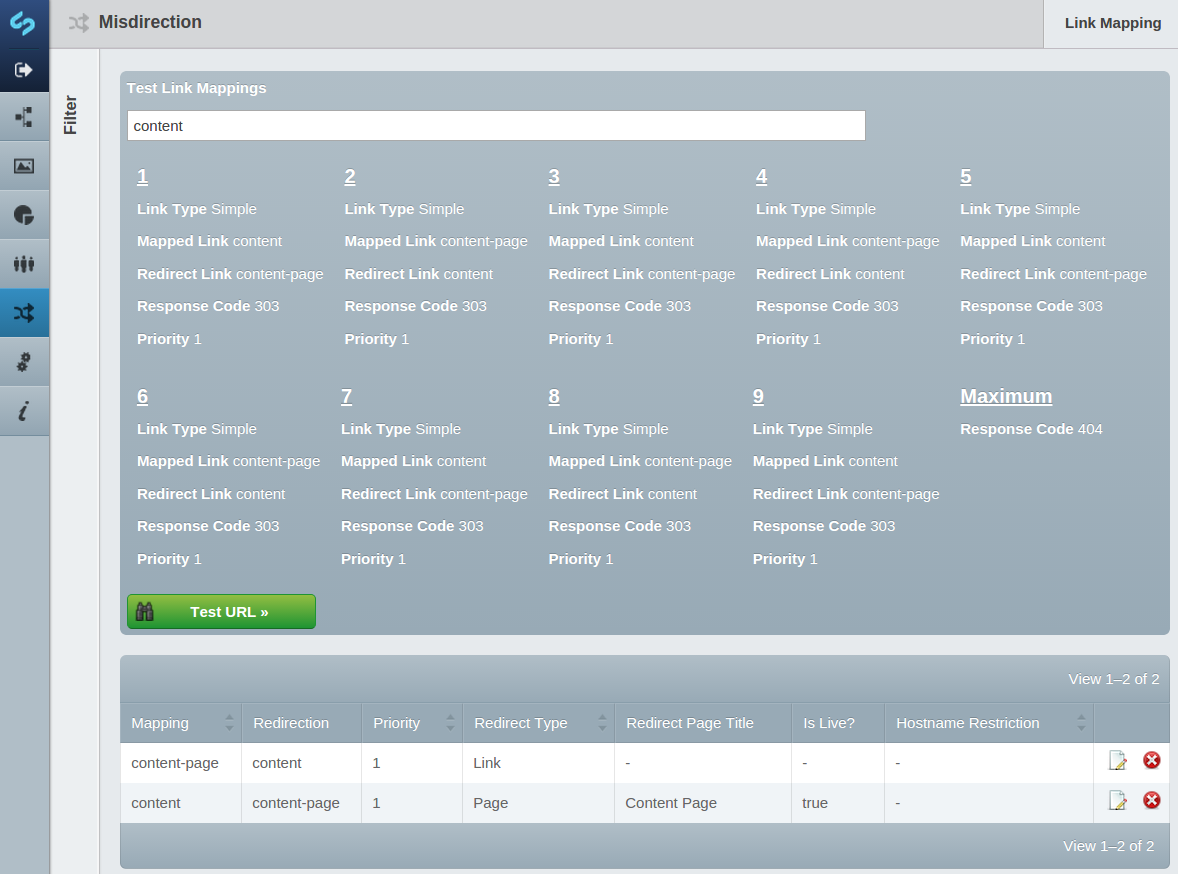 Misdirection
Link Mapping
Filter
Test Link Mappings
content
1 2 3 4 5
Link Type Simple Link Type Simple Link Type Simple Link Type Simple Link Type Simple
Mapped Link content Mapped Link content-page Mapped Link content Mapped Link content-page Mapped Link content
Redirect Link content-page Redirect Link content Redirect Link content-page Redirect Link content Redirect Link content-page
Response Code 303 Response Code 303 Response Code 303 Response Code 303 Response Code 303
Priority 1 Priority 1 Priority 1 Priority 1 Priority 1
6 7 8 9 Maximum
Link Type Simple Link Type Simple Link Type Simple Link Type Simple Response Code 404
Mapped Link content-page Mapped Link content Mapped Link content-page Mapped Link content
Redirect Link content Redirect Link content-page Redirect Link content Redirect Link content-page
Response Code 303 Response Code 303 Response Code 303 Response Code 303
Priority 1 Priority 1 Priority 1 Priority 1
Test URL »
View 1–2 of 2
Mapping Redirection Priority Redirect Type Redirect Page Title Is Live? Hostname Restriction
content-page content 1 Link - - -
content content-page 1 Page Content Page true -
View 1–2 of 2